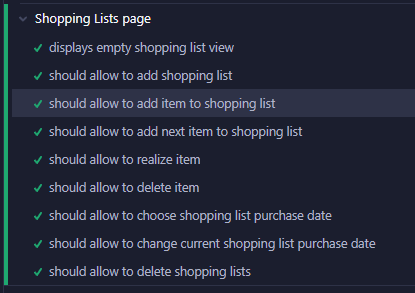 Shopping Lists page
displays empty shopping list view
should allow to add shopping list
should allow to add item to shopping list
should allow to add next item to shopping list
should allow to realize item
should allow to delete item
should allow to choose shopping list purchase date
should allow to change current shopping list purchase date
should allow to delete shopping lists